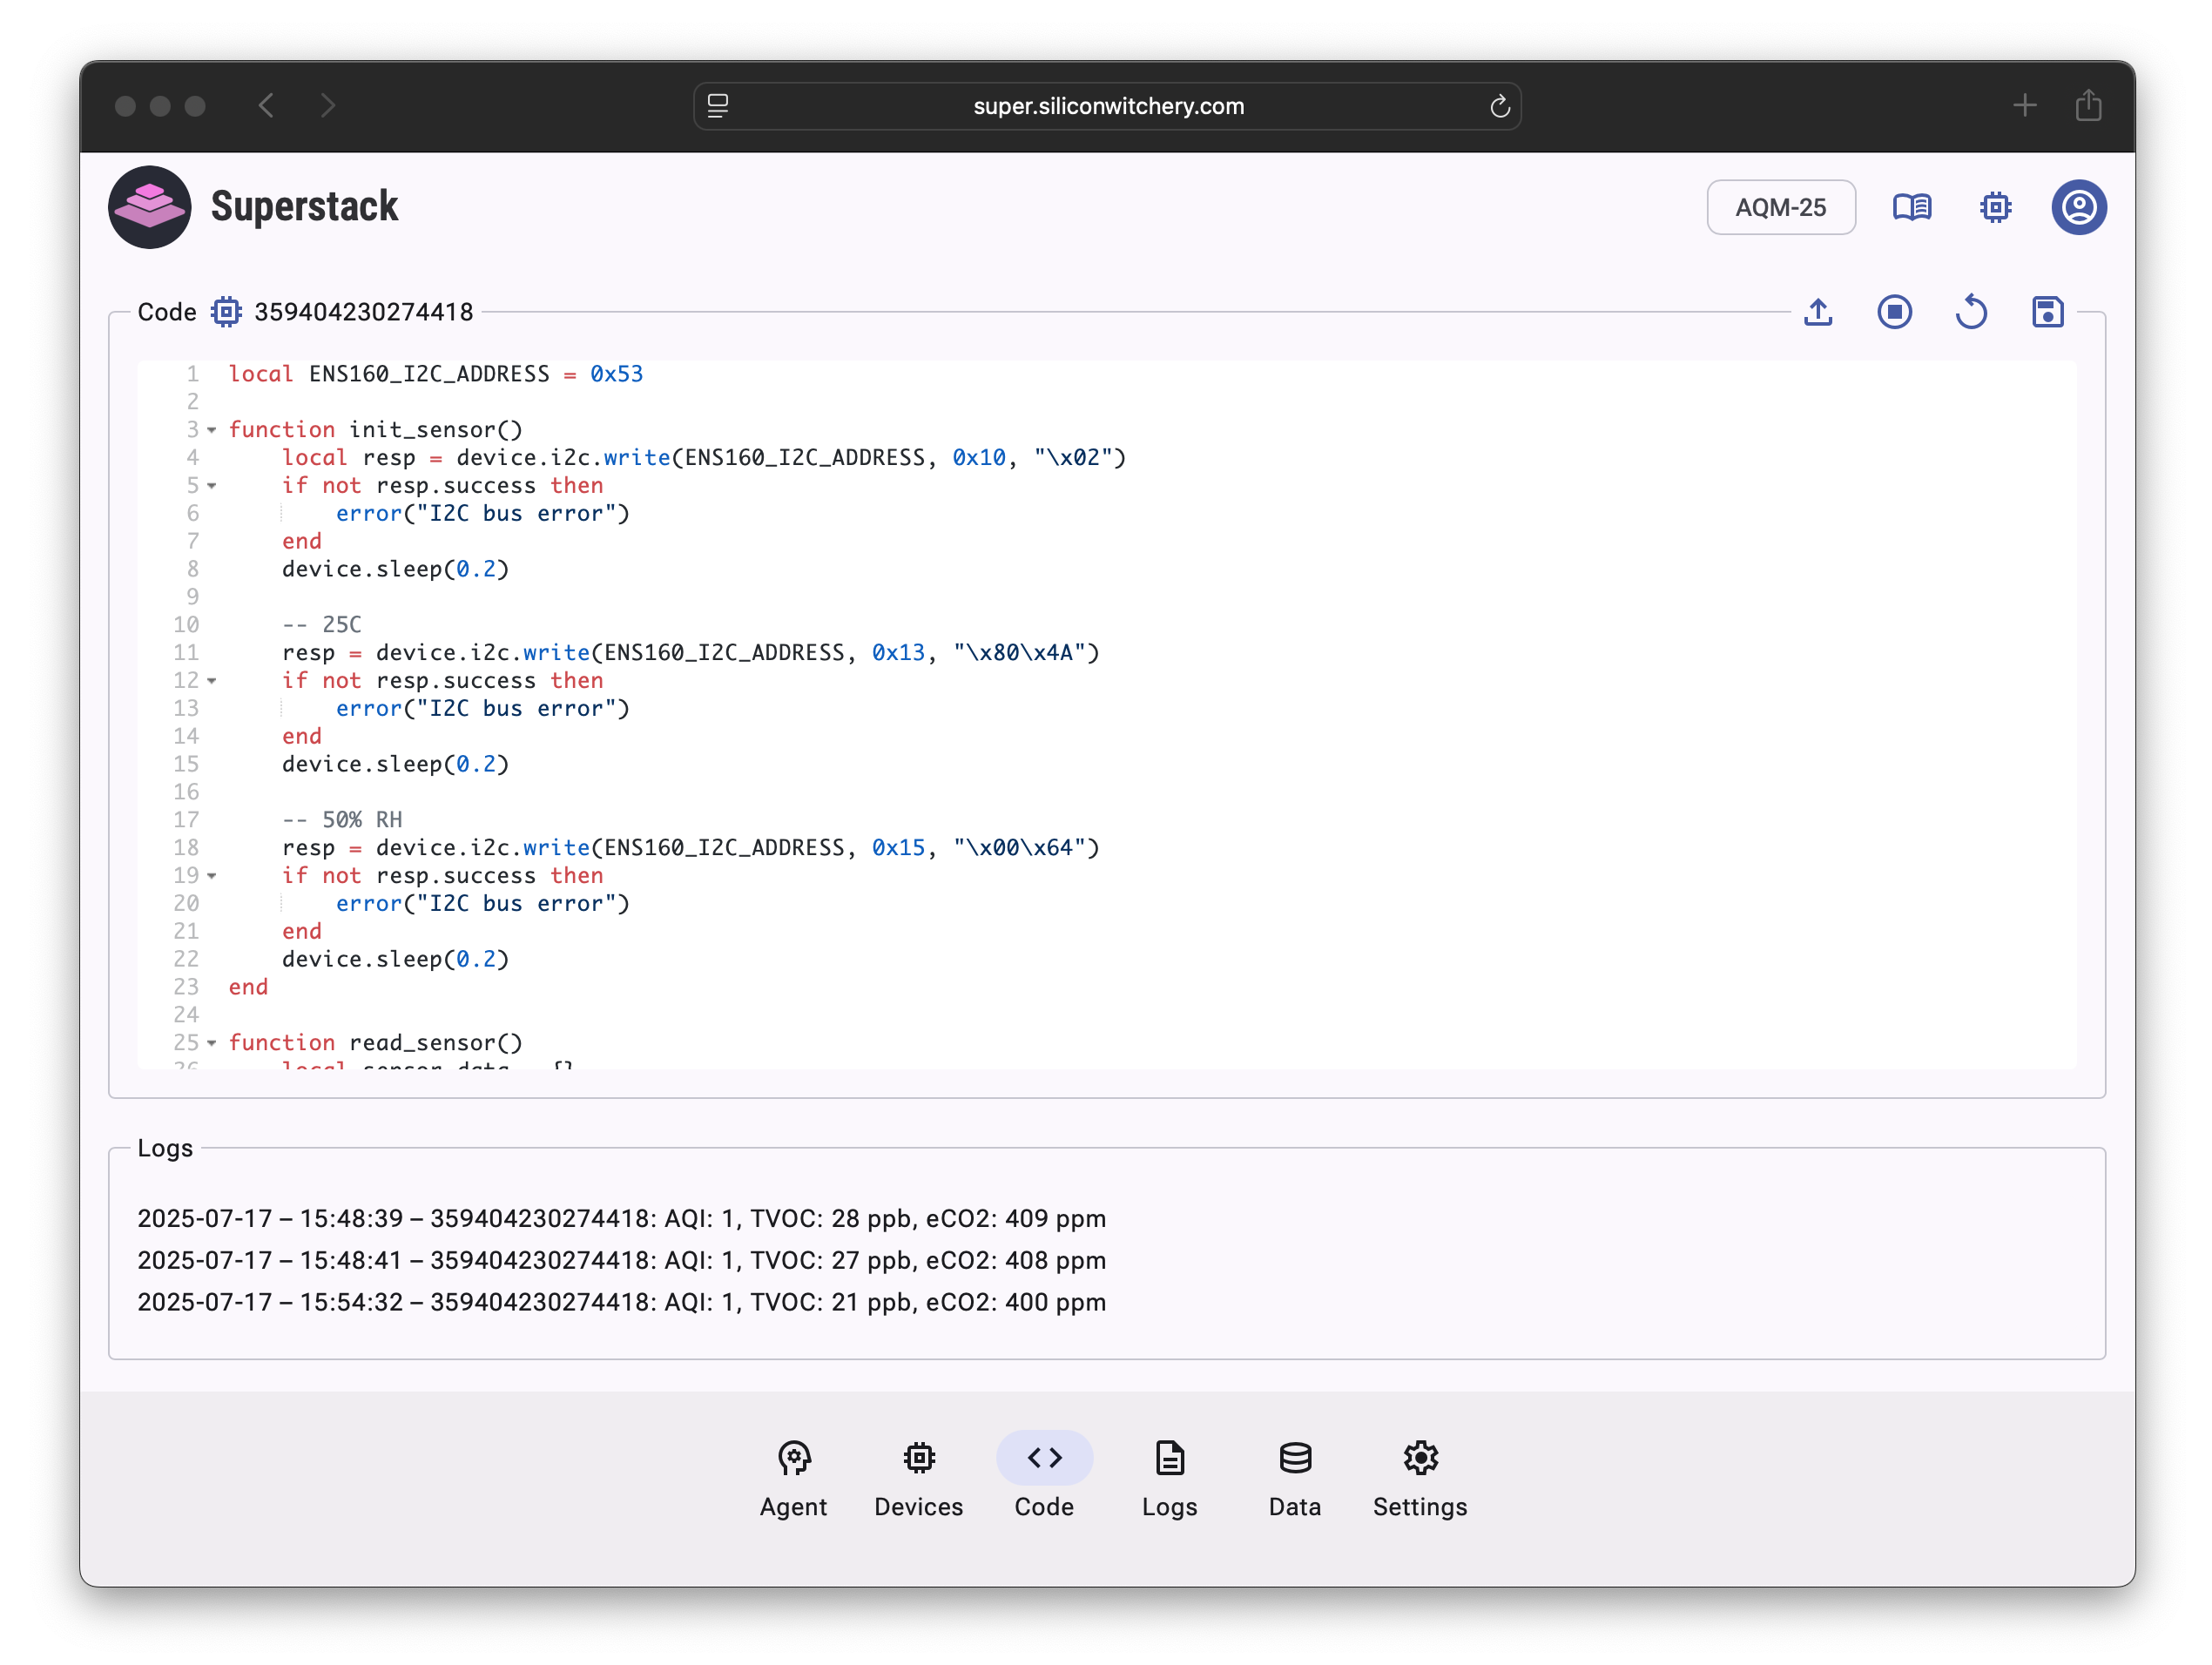 super.siliconwitchery.com
Superstack
AQM-25
Code 359404230274418
1 local ENS160_I2C_ADDRESS = 0x53
2
3 function init_sensor()
4 local resp = device.i2c.write(ENS160_I2C_ADDRESS, 0x10, "\x02")
5 if not resp.success then
6 error("I2C bus error")
7 end
8 device.sleep(0.2)
9
10 -- 25C
11 resp = device.i2c.write(ENS160_I2C_ADDRESS, 0x13, "\x80\x4A")
12 if not resp.success then
13 error("I2C bus error")
14 end
15 device.sleep(0.2)
16
17 -- 50% RH
18 resp = device.i2c.write(ENS160_I2C_ADDRESS, 0x15, "\x00\x64")
19 if not resp.success then
20 error("I2C bus error")
21 end
22 device.sleep(0.2)
23 end
24
25 function read_sensor()
26 local sensor_data = {}
Logs
2025-07-17 – 15:48:39 – 359404230274418: AQI: 1, TVOC: 28 ppb, eCO2: 409 ppm
2025-07-17 – 15:48:41 – 359404230274418: AQI: 1, TVOC: 27 ppb, eCO2: 408 ppm
2025-07-17 – 15:54:32 – 359404230274418: AQI: 1, TVOC: 21 ppb, eCO2: 400 ppm
Agent
Devices
Code
Logs
Data
Settings